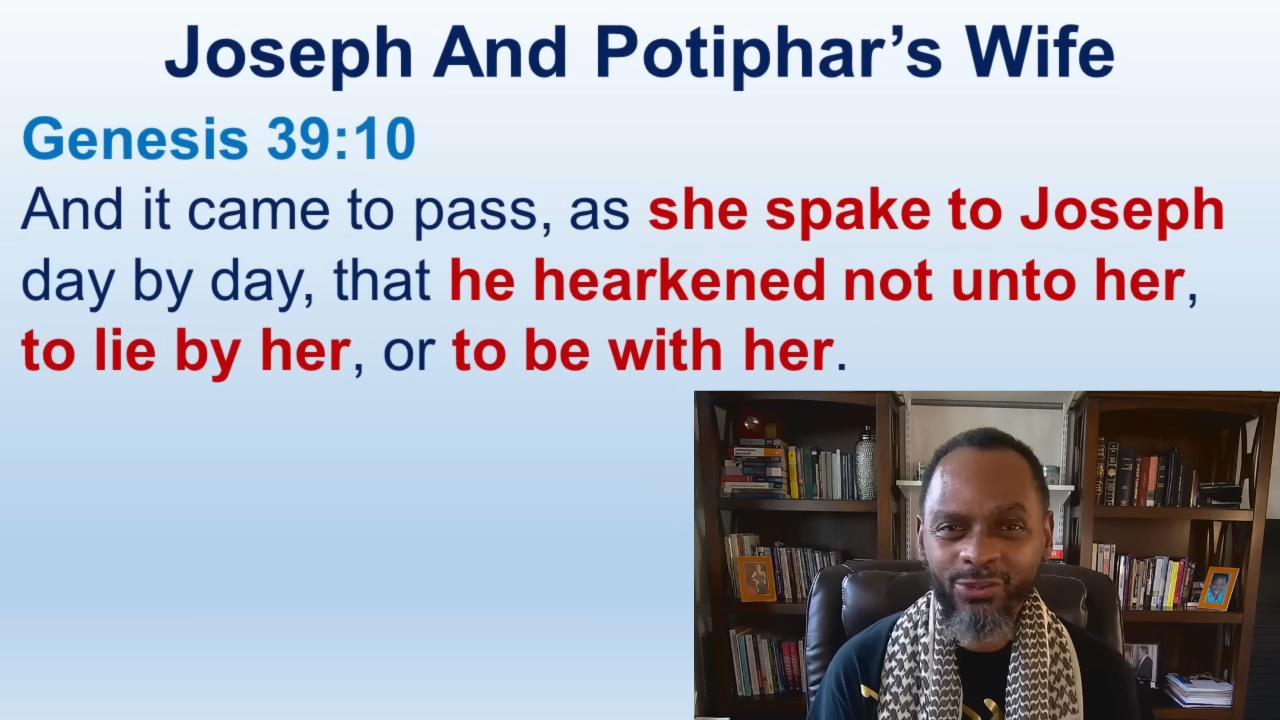 Joseph And Potiphar’s Wife
Genesis 39:10
And it came to pass, as she spake to Joseph
day by day, that he hearkened not unto her,
to lie by her, or to be with her.